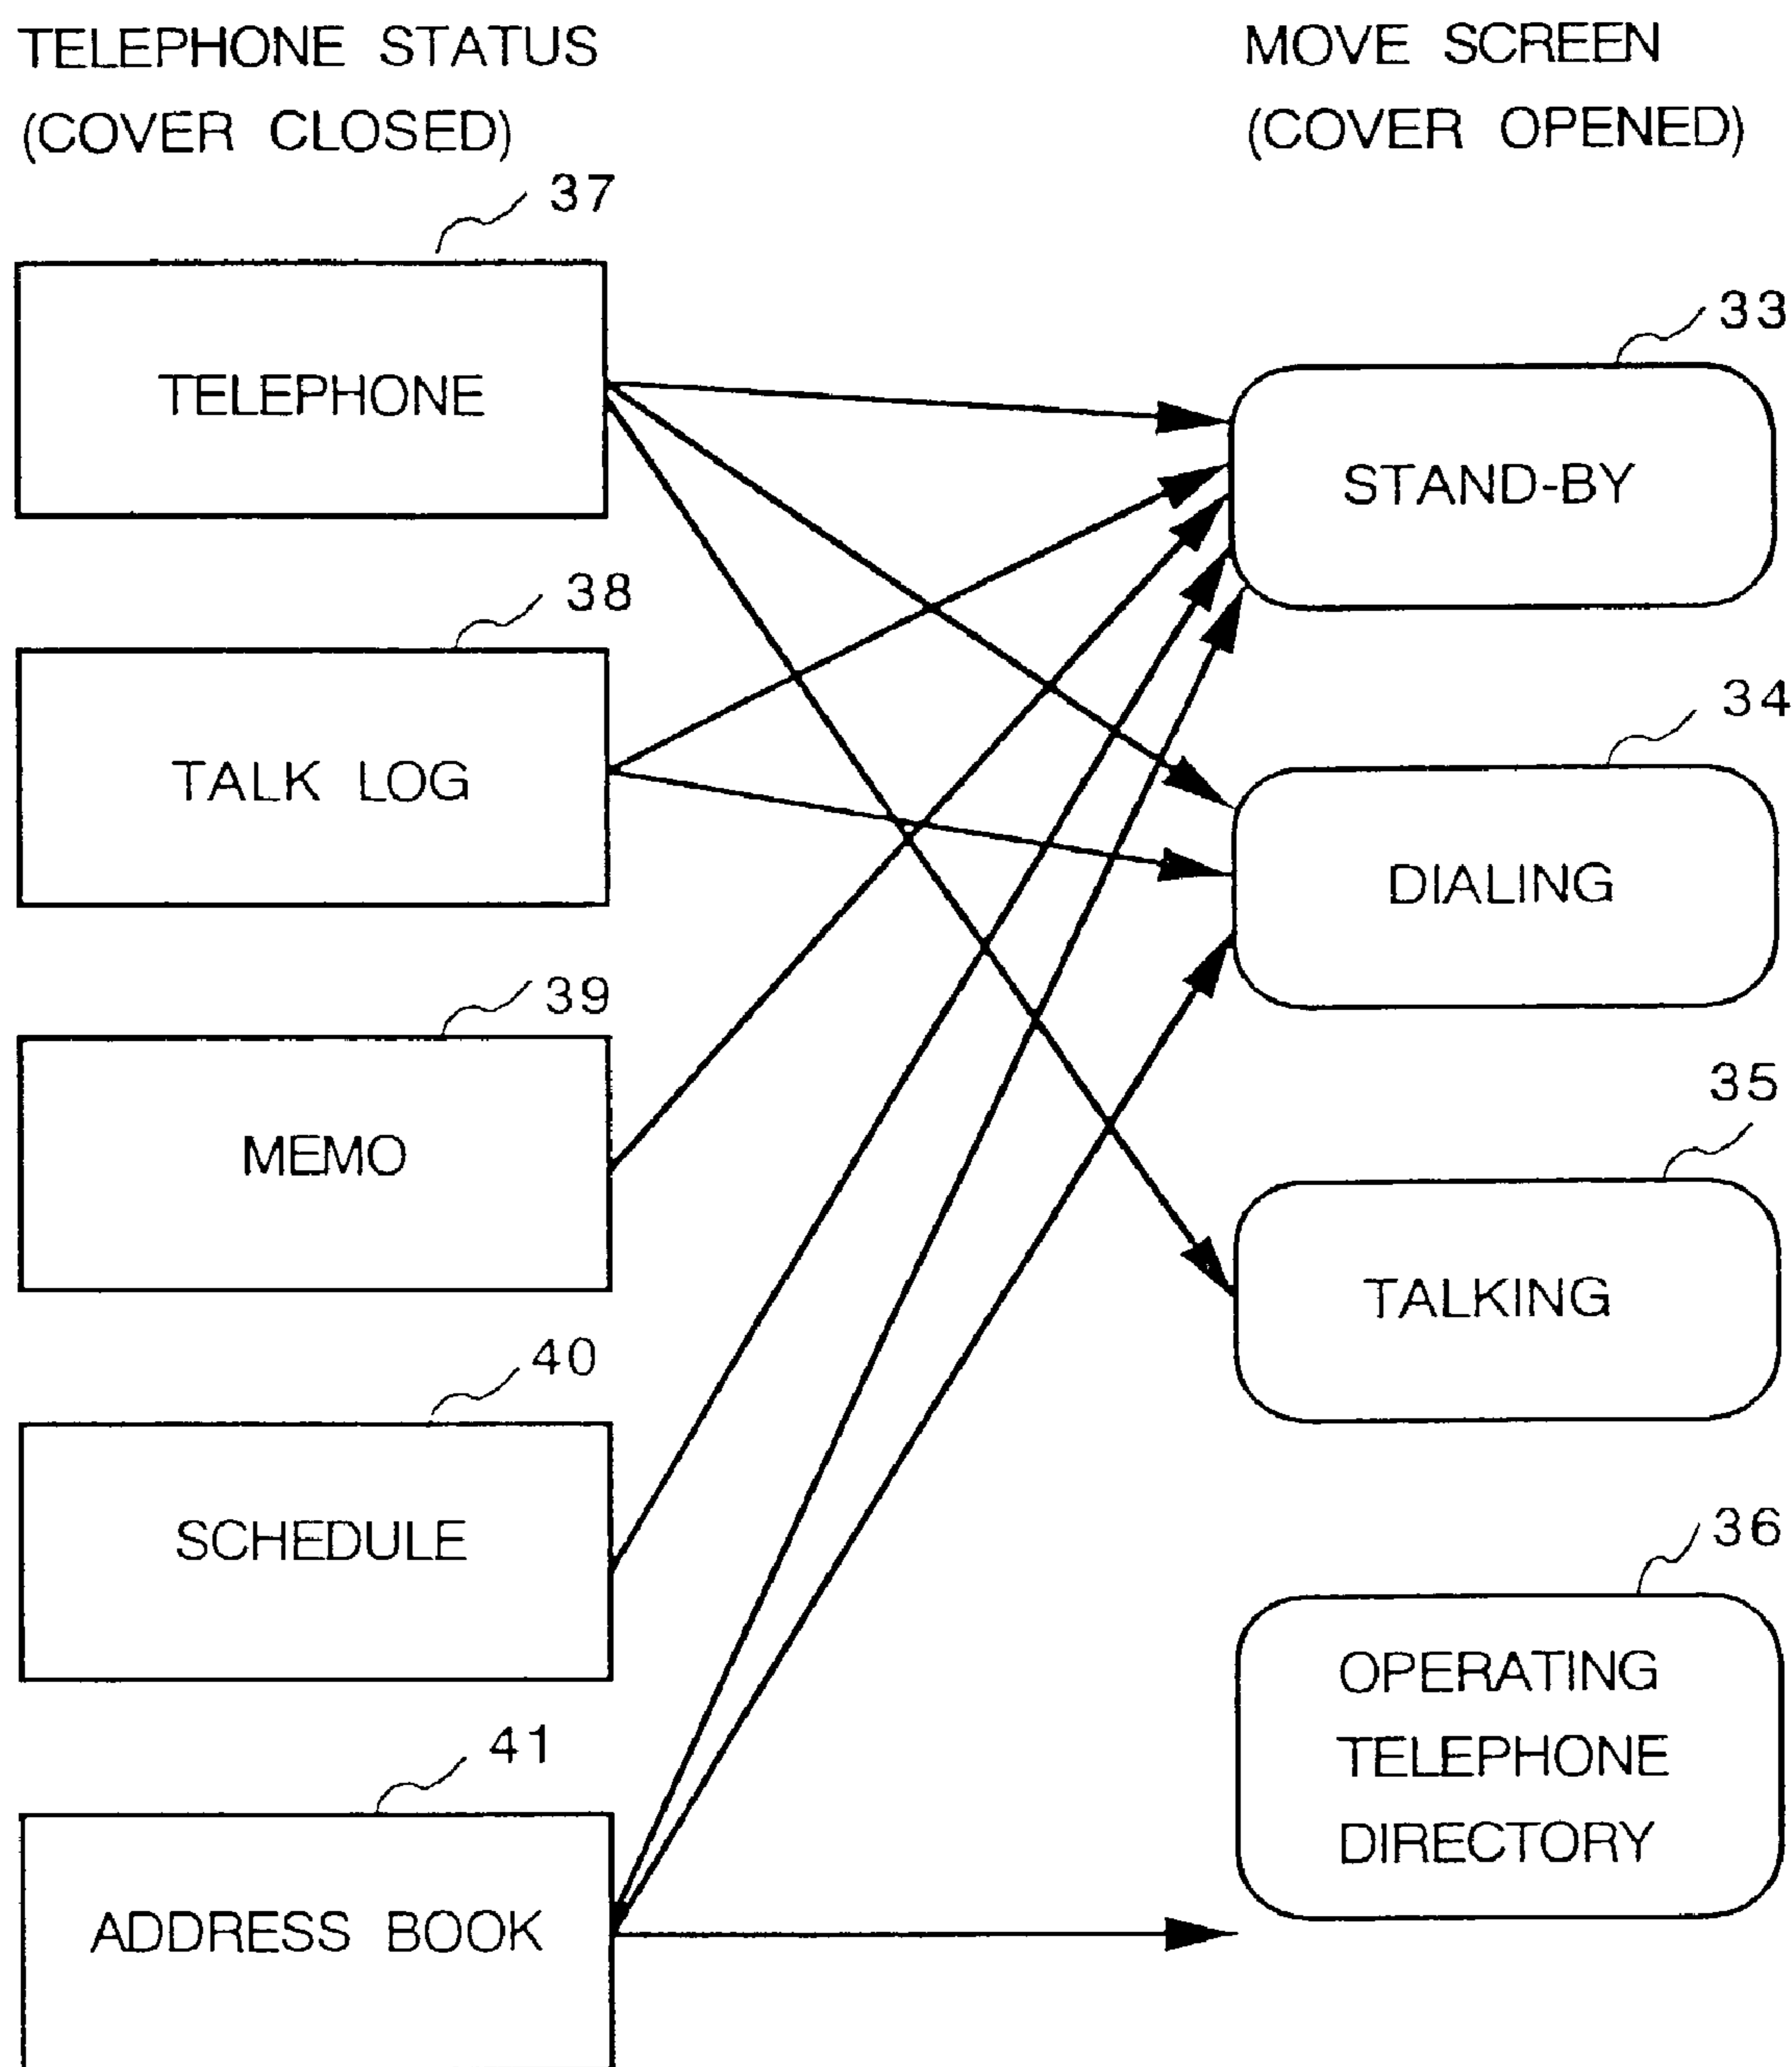 TELEPHONE STATUS
(COVER CLOSED)
MOVE SCREEN
(COVER OPENED)
37
TELEPHONE
33
STAND-BY
38
TALK LOG
34
DIALING
39
MEMO
35
TALKING
40
SCHEDULE
36
OPERATING
TELEPHONE
DIRECTORY
41
ADDRESS BOOK